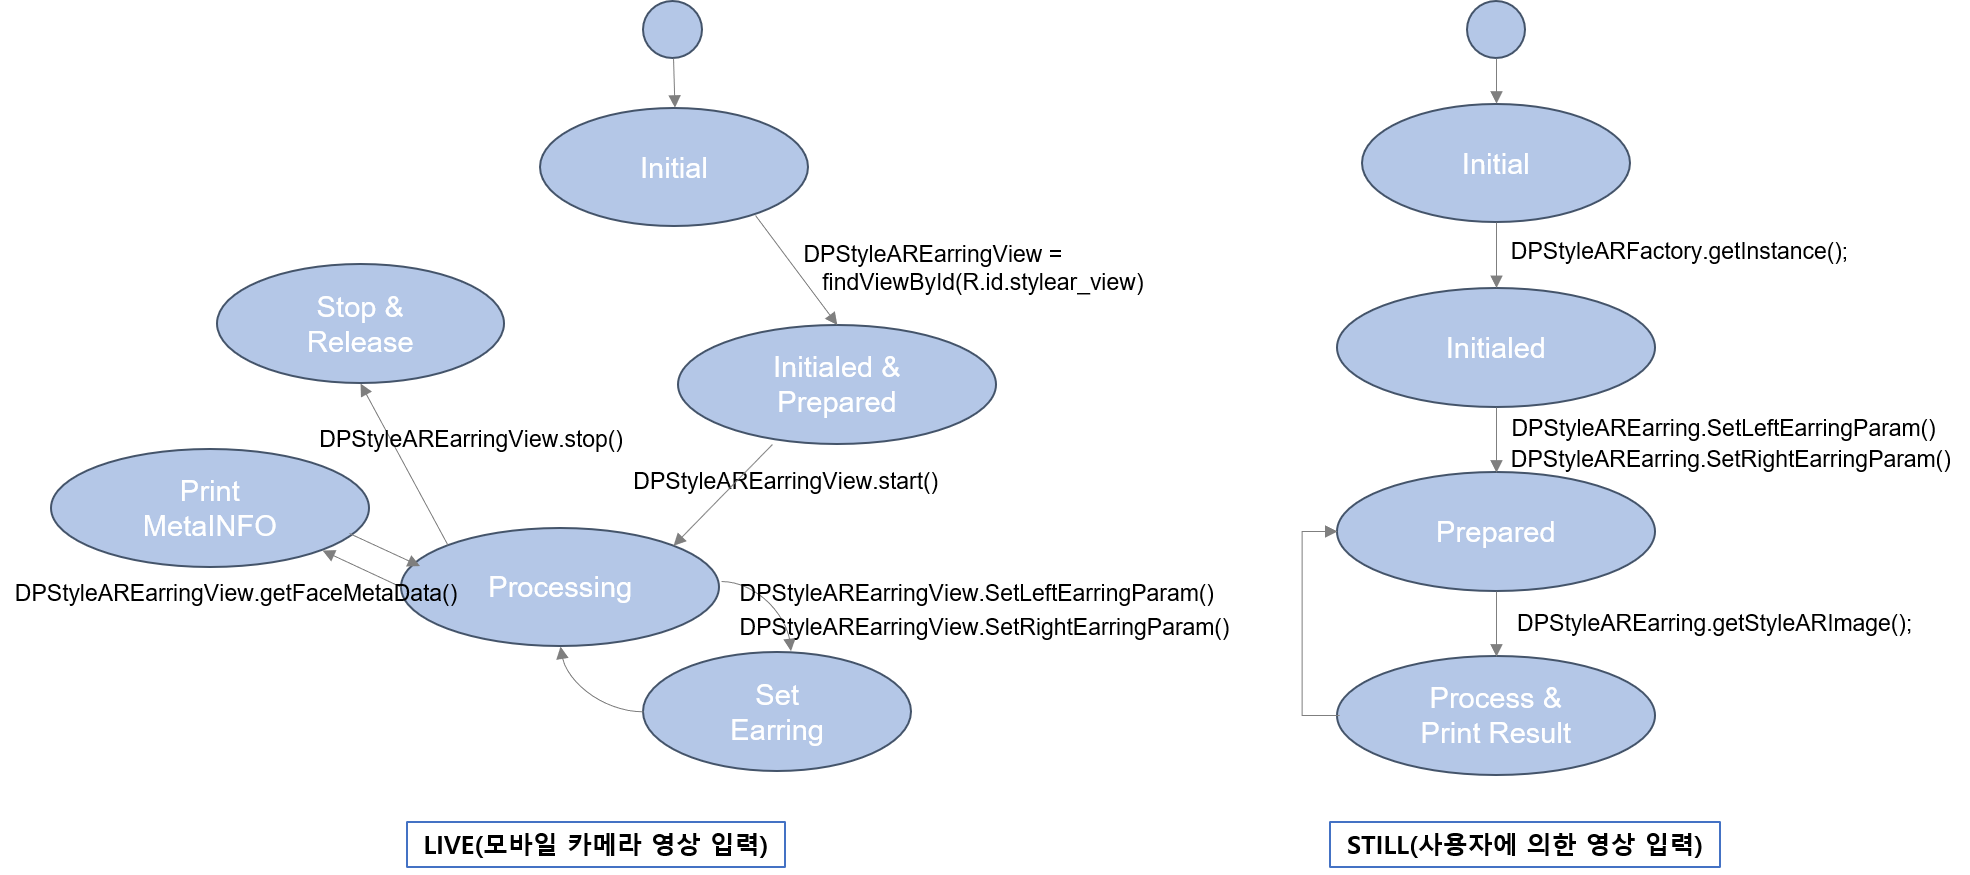 Initial
DPStyleAREarringView =
findViewById(R.id.stylear_view)
Stop &
Release
Initialed &
Prepared
DPStyleAREarringView.stop()
DPStyleAREarringView.start()
Print
MetaINFO
Processing
DPStyleAREarringView.getFaceMetaData()
DPStyleAREarringView.SetLeftEarringParam()
DPStyleAREarringView.SetRightEarringParam()
Set
Earring
LIVE(모바일 카메라 영상 입력)
Initial
DPStyleARFactory.getInstance();
Initialed
DPStyleAREarring.SetLeftEarringParam()
DPStyleAREarring.SetRightEarringParam()
Prepared
DPStyleAREarring.getStyleARImage();
Process &
Print Result
STILL(사용자에 의한 영상 입력)